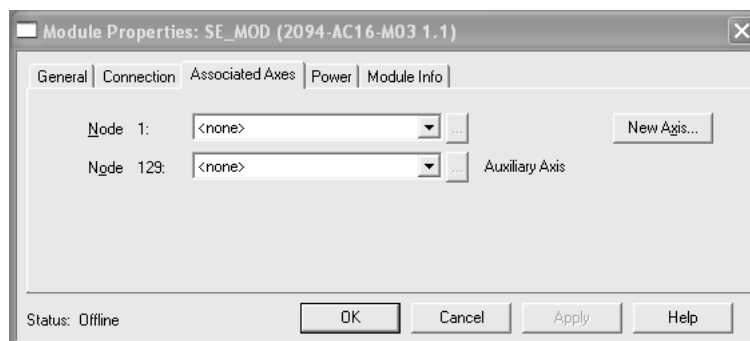 Module Properties: SE_MOD (2094-AC16-M03 1.1)
General Connection Associated Axes Power Module Info
Node 1: <none> ... New Axis...
Node 129: <none> ... Auxiliary Axis
Status: Offline OK Cancel Apply Help